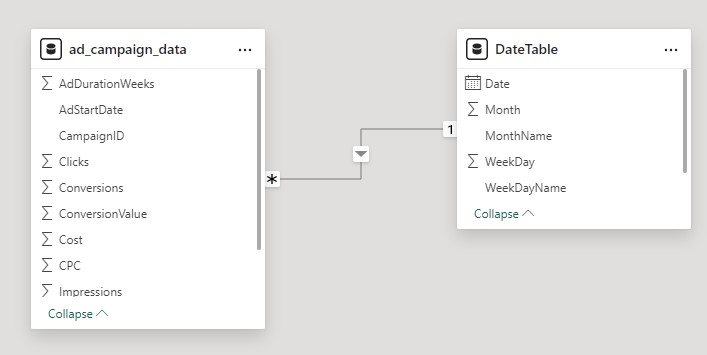 ad_campaign_data
AdDurationWeeks
AdStartDate
CampaignID
Clicks
Conversions
ConversionValue
Cost
CPC
Impressions
Collapse
*
1
DateTable
Date
Month
MonthName
WeekDay
WeekDayName
Collapse